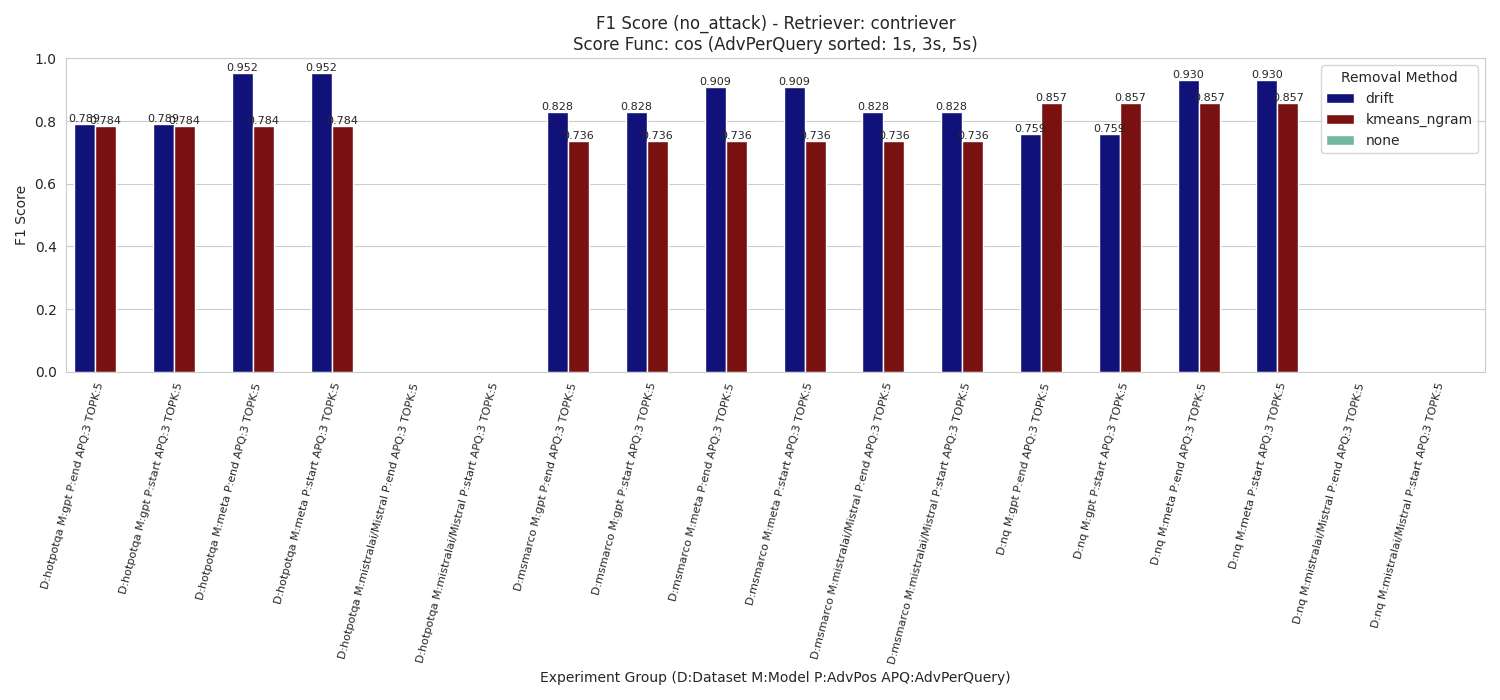 F1 Score (no_attack) - Retriever: contriever
Score Func: cos (AdvPerQuery sorted: 1s, 3s, 5s)
F1 Score
1.0
0.8
0.6
0.4
0.2
0.0
0.789
0.784
0.789
0.784
0.952
0.784
0.952
0.784
0.828
0.736
0.828
0.736
0.909
0.736
0.909
0.736
0.828
0.736
0.828
0.736
0.759
0.857
0.759
0.857
0.930
0.857
0.930
0.857
Removal Method
drift
kmeans_ngram
none
D:hotpotqa M:gpt P:end APQ:3 TOPK:5
D:hotpotqa M:gpt P:start APQ:3 TOPK:5
D:hotpotqa M:meta P:end APQ:3 TOPK:5
D:hotpotqa M:meta P:start APQ:3 TOPK:5
D:hotpotqa M:mistralai/Mistral P:end APQ:3 TOPK:5
D:hotpotqa M:mistralai/Mistral P:start APQ:3 TOPK:5
D:msmarco M:gpt P:end APQ:3 TOPK:5
D:msmarco M:gpt P:start APQ:3 TOPK:5
D:msmarco M:meta P:end APQ:3 TOPK:5
D:msmarco M:meta P:start APQ:3 TOPK:5
D:msmarco M:mistralai/Mistral P:end APQ:3 TOPK:5
D:msmarco M:mistralai/Mistral P:start APQ:3 TOPK:5
D:nq M:gpt P:end APQ:3 TOPK:5
D:nq M:gpt P:start APQ:3 TOPK:5
D:nq M:meta P:end APQ:3 TOPK:5
D:nq M:meta P:start APQ:3 TOPK:5
D:nq M:mistralai/Mistral P:end APQ:3 TOPK:5
D:nq M:mistralai/Mistral P:start APQ:3 TOPK:5
Experiment Group (D:Dataset M:Model P:AdvPos APQ:AdvPerQuery)